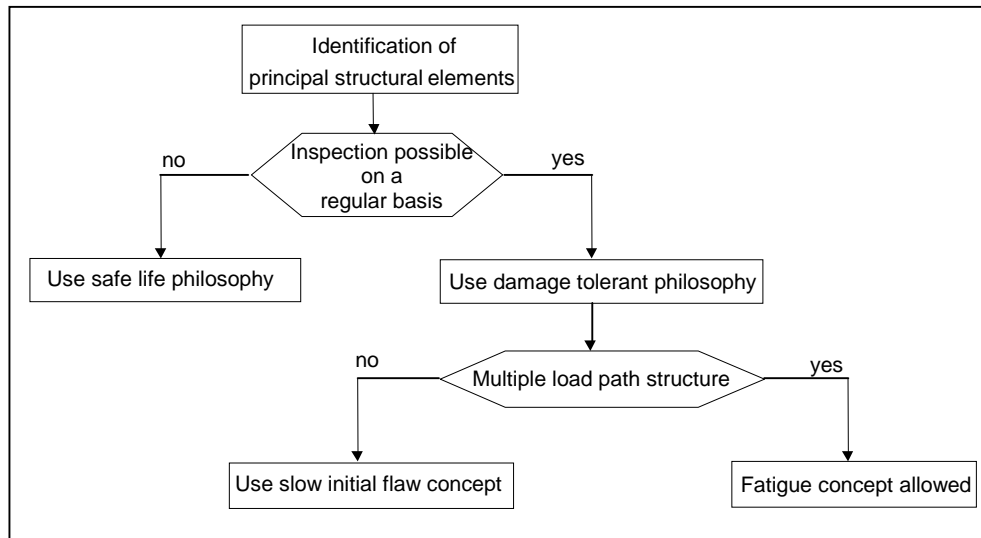 Identification of
principal structural elements
no
Inspection possible
on a
regular basis
yes
Use safe life philosophy
Use damage tolerant philosophy
no
Multiple load path structure
yes
Use slow initial flaw concept
Fatigue concept allowed